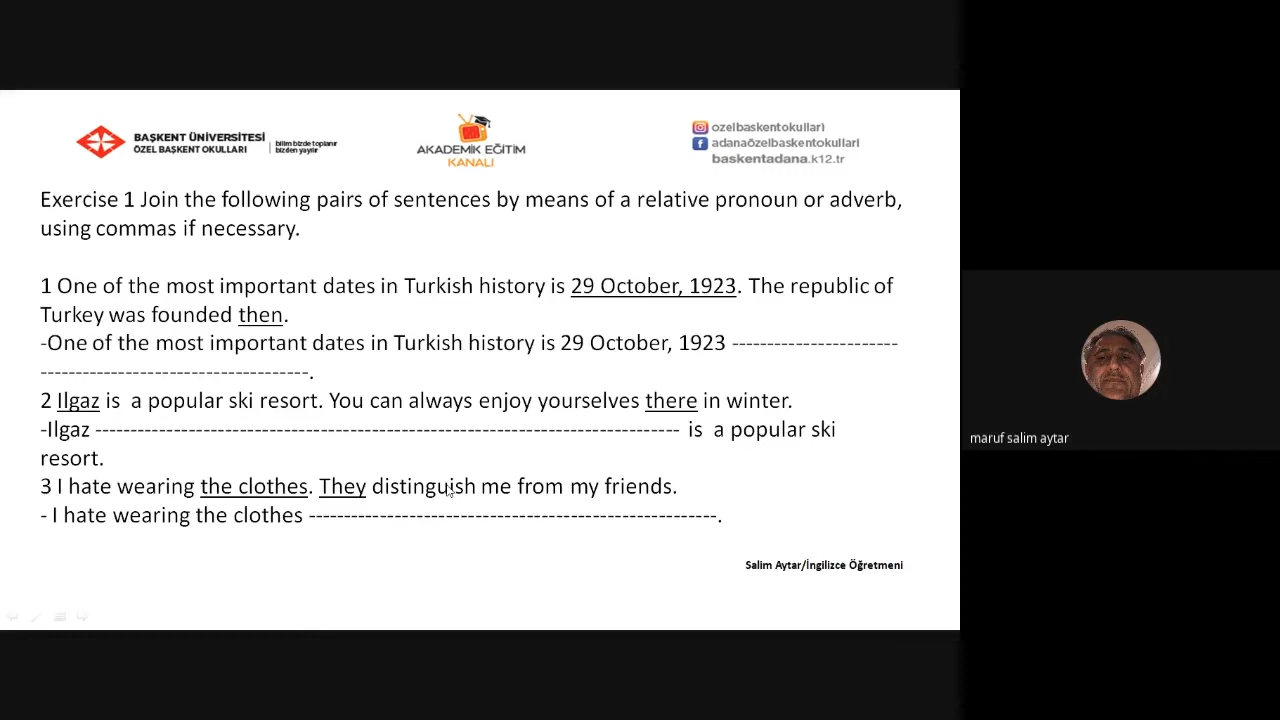 BAŞKENT ÜNİVERSİTESİ
ÖZEL BAŞKENT OKULLARI
bilim bizde toplanır
bizden yayılır
AKADEMİK EĞİTİM
KANALI
ozelbaskentokullari
adanaözelbaskentokullari
baskentadana.k12.tr
Exercise 1 Join the following pairs of sentences by means of a relative pronoun or adverb,
using commas if necessary.
1 One of the most important dates in Turkish history is 29 October, 1923. The republic of
Turkey was founded then.
-One of the most important dates in Turkish history is 29 October, 1923 -----------------------
--------------------------------------.
2 Ilgaz is  a popular ski resort. You can always enjoy yourselves there in winter.
-Ilgaz ---------------------------------------------------------------------------------- is  a popular ski
resort.
3 I hate wearing the clothes. They distinguish me from my friends.
- I hate wearing the clothes ---------------------------------------------------------.
Salim Aytar/İngilizce Öğretmeni
maruf salim aytar